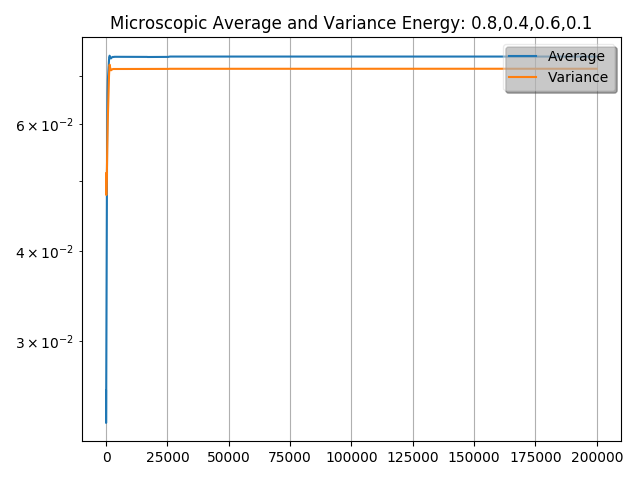 Microscopic Average and Variance Energy: 0.8,0.4,0.6,0.1
Average
Variance
6 × 10⁻²
4 × 10⁻²
3 × 10⁻²
0 25000 50000 75000 100000 125000 150000 175000 200000